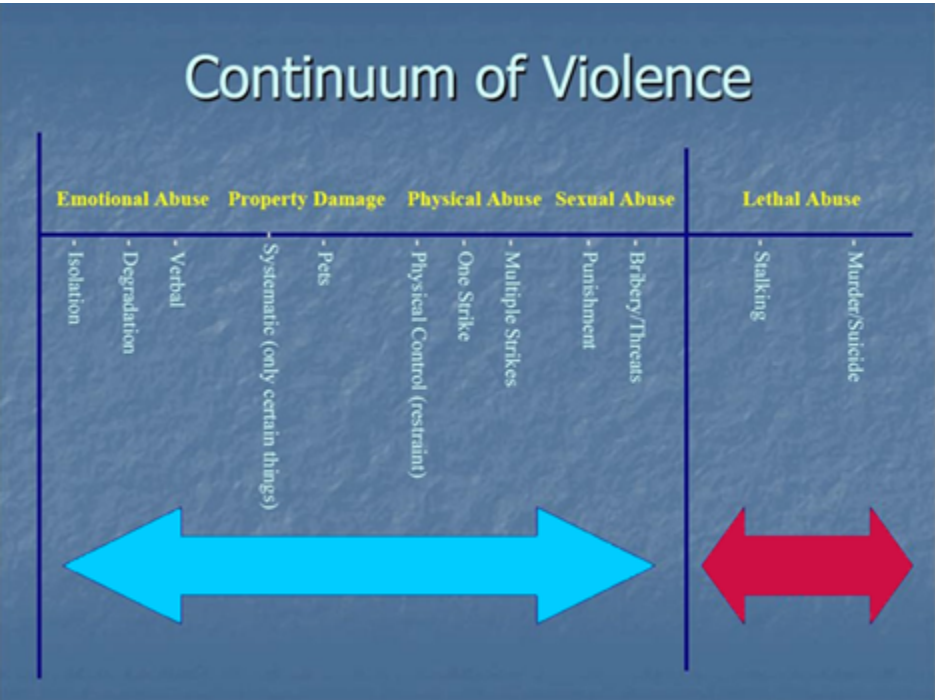 Continuum of Violence
Emotional Abuse
Property Damage
Physical Abuse
Sexual Abuse
Lethal Abuse
- Isolation
- Degradation
- Verbal
- Systematic (only certain things)
- Pets
- Physical Control (restraint)
- One Strike
- Multiple Strikes
- Punishment
- Bribery/Threats
- Stalking
- Murder/Suicide